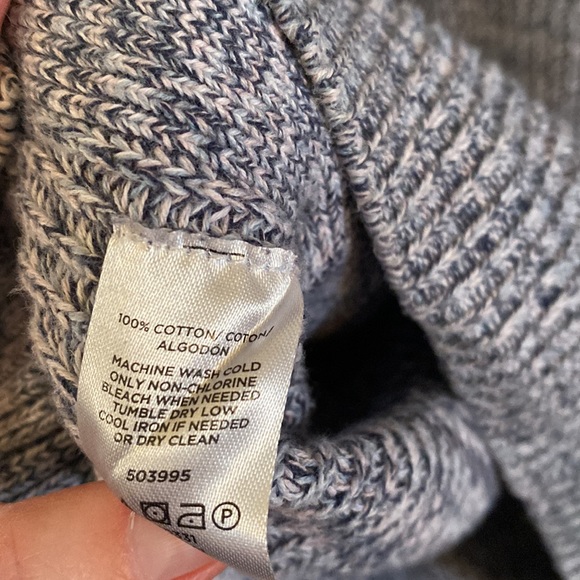 100% COTTON/ COTON/
ALGODON
MACHINE WASH COLD
ONLY NON-CHLORINE
BLEACH WHEN NEEDED
TUMBLE DRY LOW
COOL IRON IF NEEDED
OR DRY CLEAN
503995
P